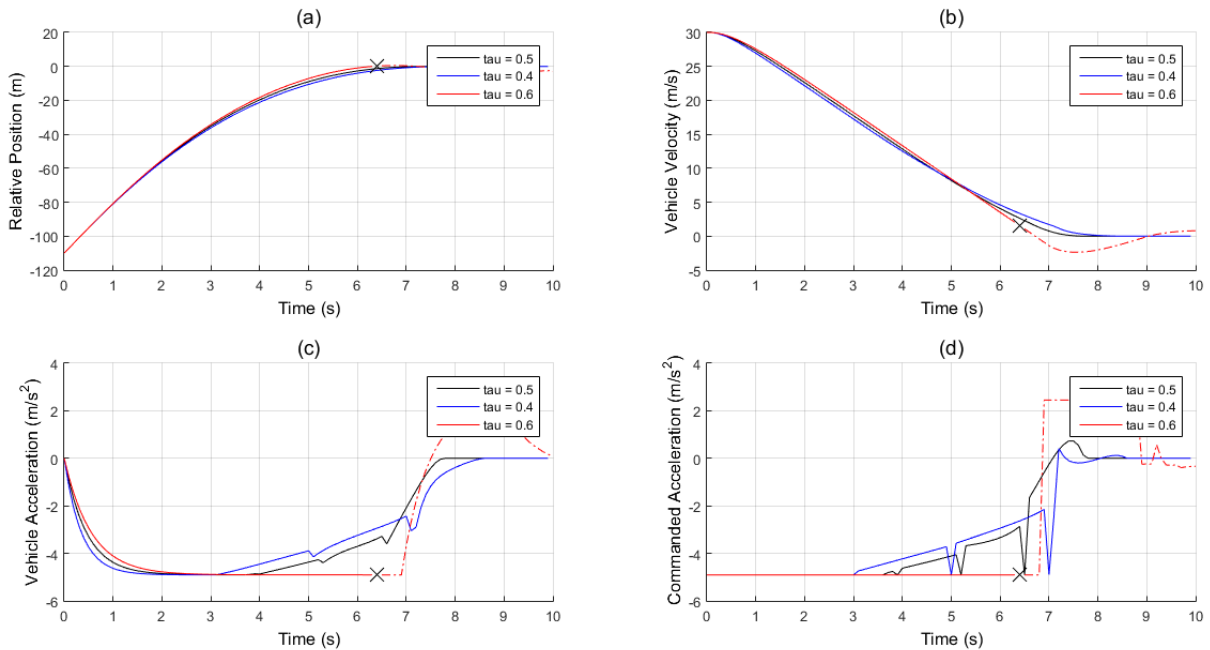 (a)
Relative Position (m)
20
0
-20
-40
-60
-80
-100
-120
0 1 2 3 4 5 6 7 8 9 10
Time (s)
tau = 0.5
tau = 0.4
tau = 0.6
(b)
Vehicle Velocity (m/s)
30
25
20
15
10
5
0
-5
0 1 2 3 4 5 6 7 8 9 10
Time (s)
tau = 0.5
tau = 0.4
tau = 0.6
(c)
Vehicle Acceleration (m/s²)
4
2
0
-2
-4
-6
0 1 2 3 4 5 6 7 8 9 10
Time (s)
tau = 0.5
tau = 0.4
tau = 0.6
(d)
Commanded Acceleration (m/s²)
4
2
0
-2
-4
-6
0 1 2 3 4 5 6 7 8 9 10
Time (s)
tau = 0.5
tau = 0.4
tau = 0.6